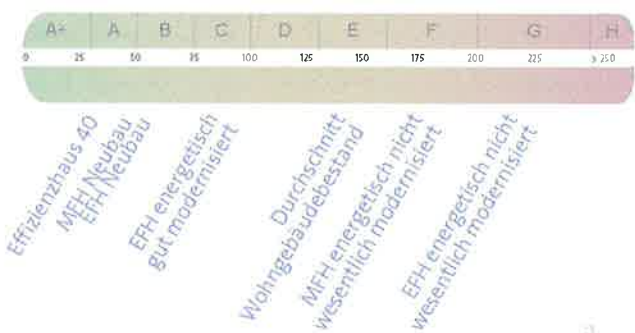 A+ A B C D E F G H
0 25 50 75 100 125 150 175 200 225 > 250
Effizienzhaus 40
MFH Neubau
EFH Neubau
EFH energetisch
gut modernisiert
Durchschnitt
Wohngebäudebestand
MFH energetisch nicht
wesentlich modernisiert
EFH energetisch nicht
wesentlich modernisiert